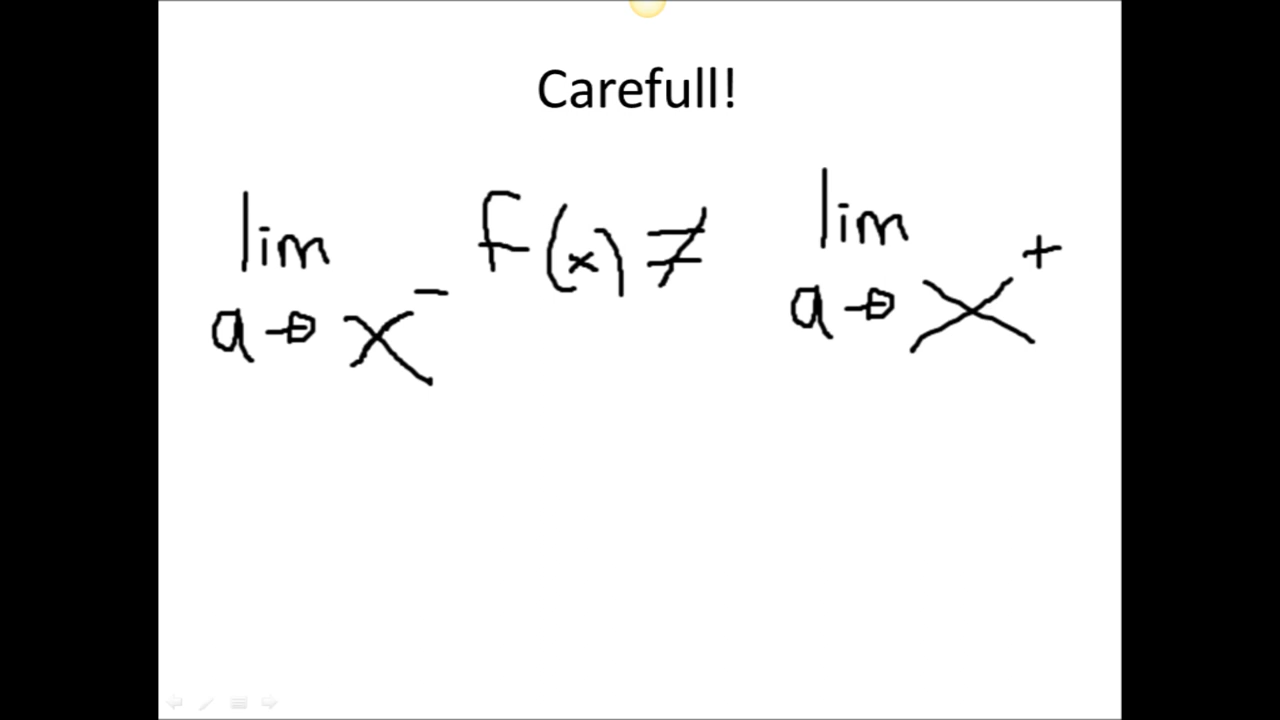 Carefull!
lim f(x) ≠ lim
a→x⁻ a→x⁺